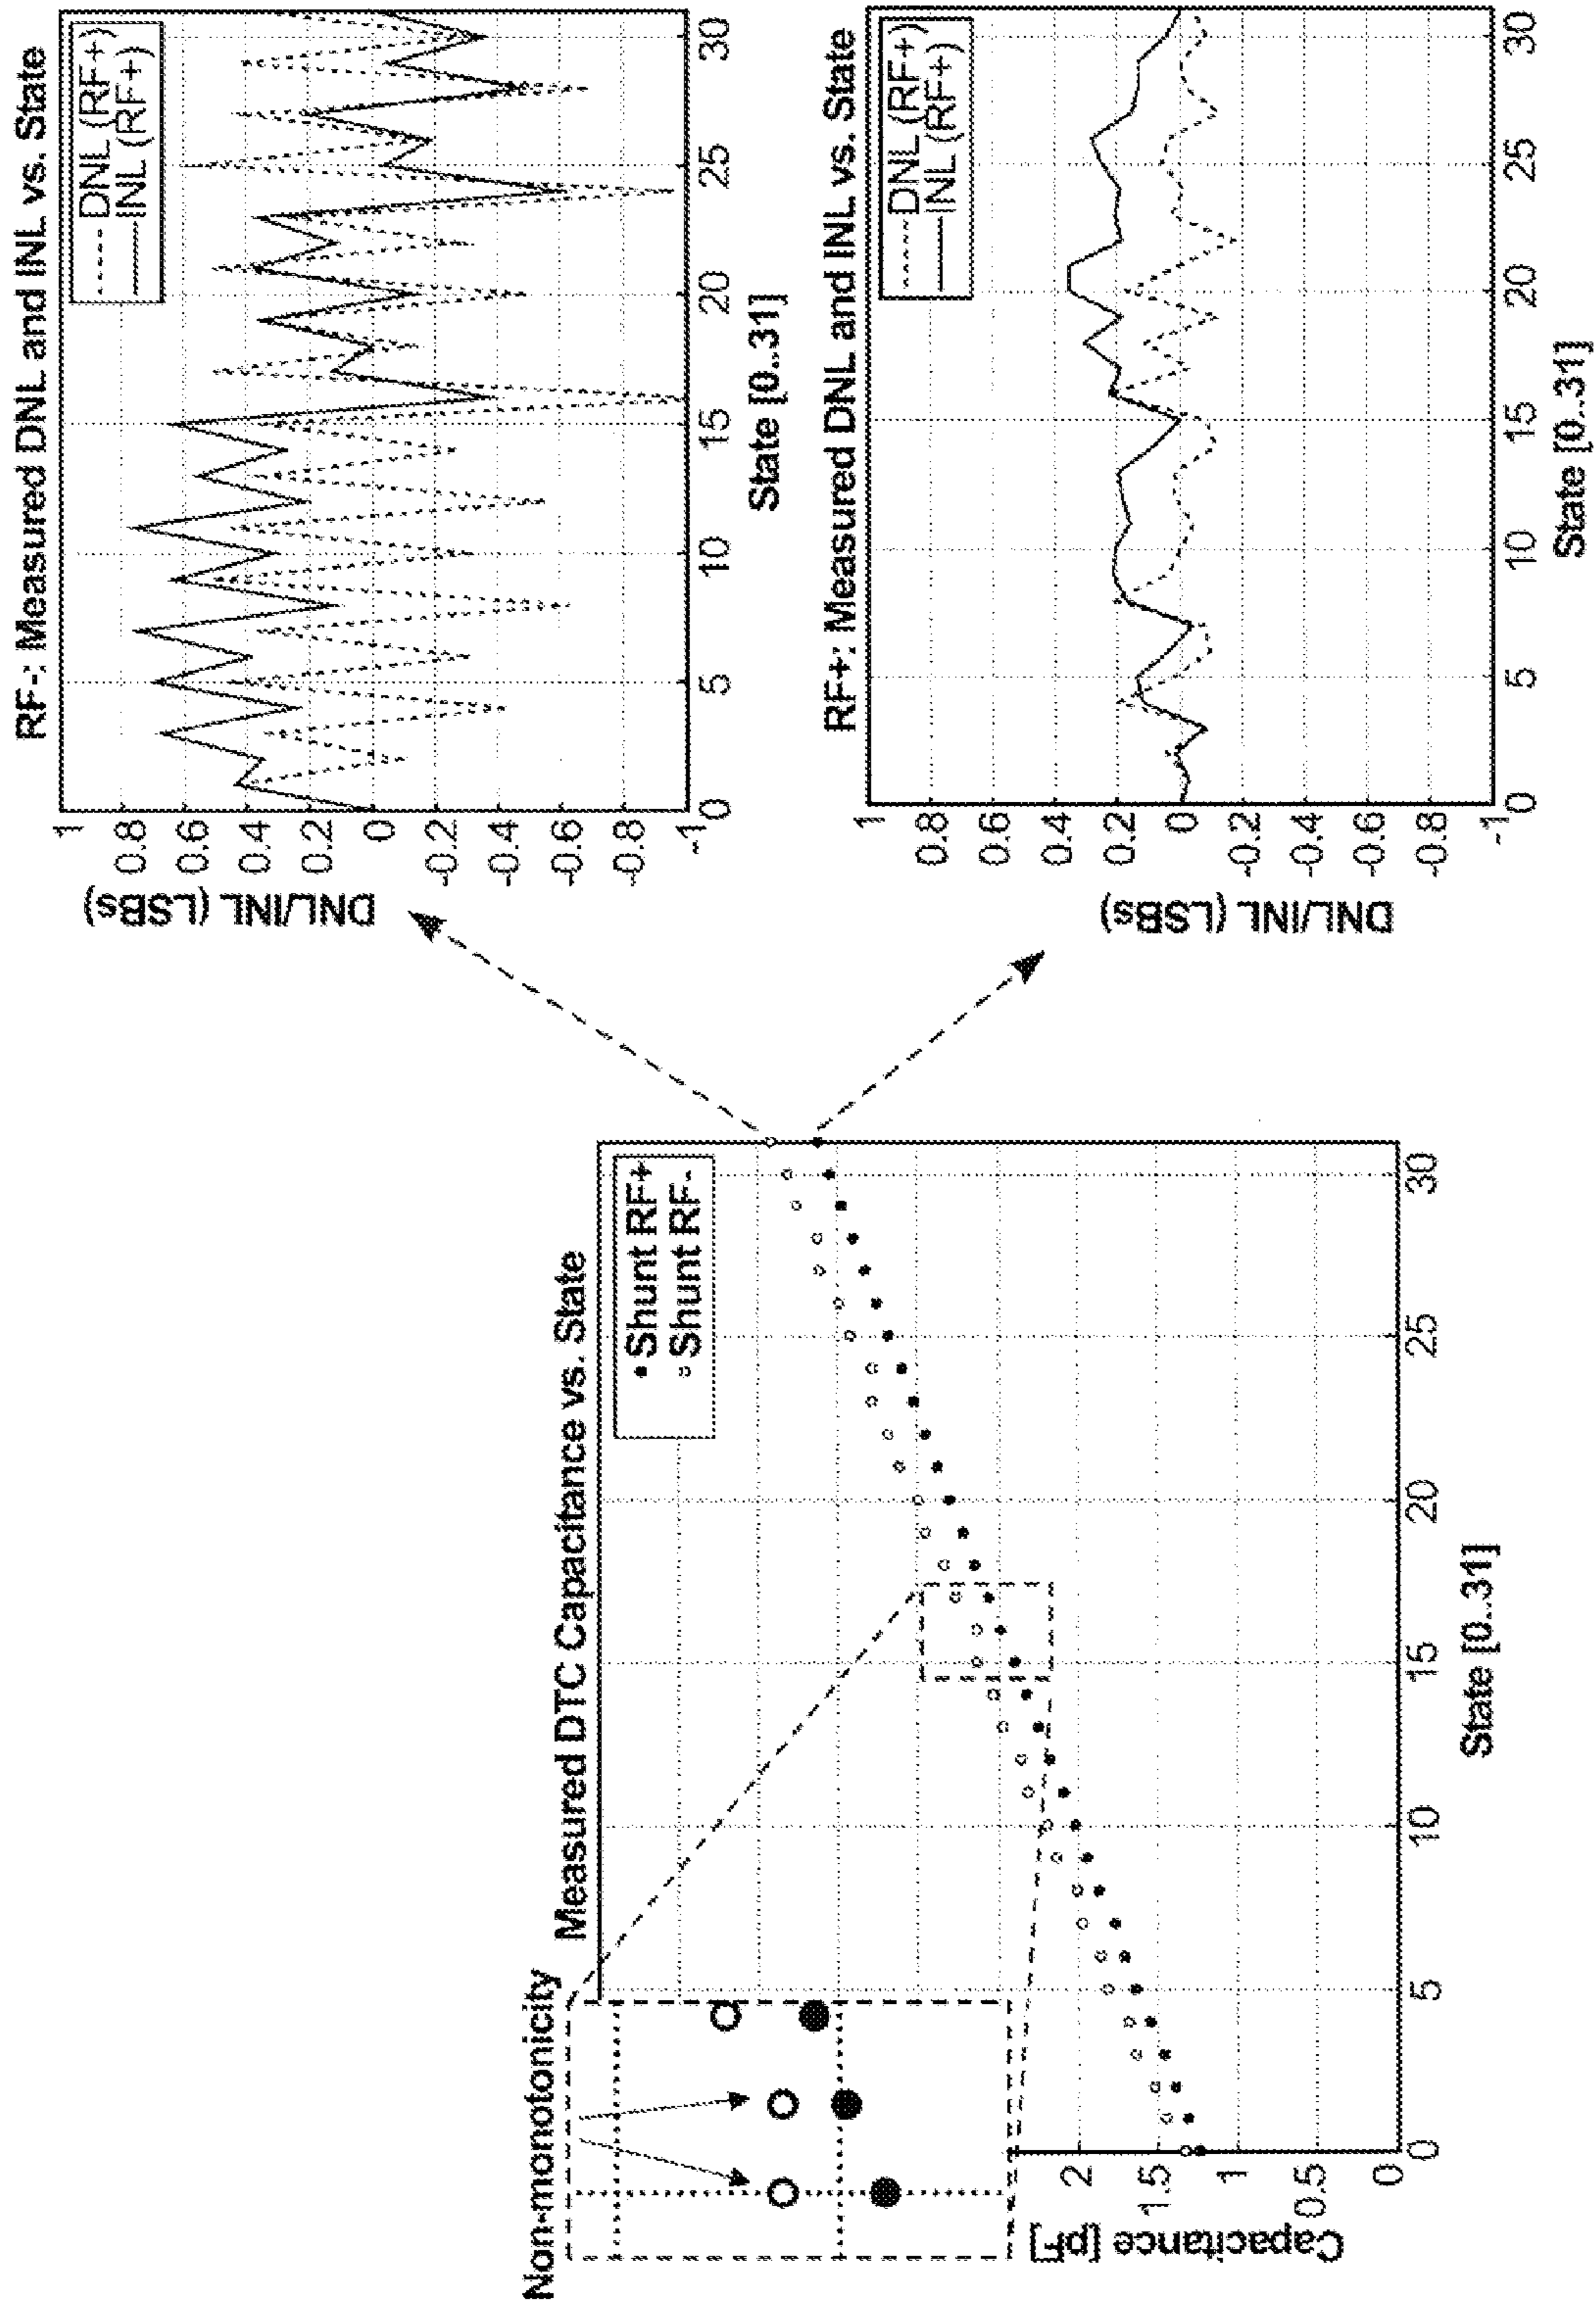 Measured DTC Capacitance vs. State
Non-monotonicity
Shunt RF+
Shunt RF-
Capacitance [pF]
2
1.5
1
0.5
0
0 5 10 15 20 25 30
State [0..31]
RF-: Measured DNL and INL vs. State
DNL (RF+)
INL (RF+)
DNL/INL (LSBs)
1
0.8
0.6
0.4
0.2
0
-0.2
-0.4
-0.6
-0.8
-1
0 5 10 15 20 25 30
State [0..31]
RF+: Measured DNL and INL vs. State
DNL (RF+)
INL (RF+)
DNL/INL (LSBs)
1
0.8
0.6
0.4
0.2
0
-0.2
-0.4
-0.6
-0.8
-1
0 5 10 15 20 25 30
State [0..31]